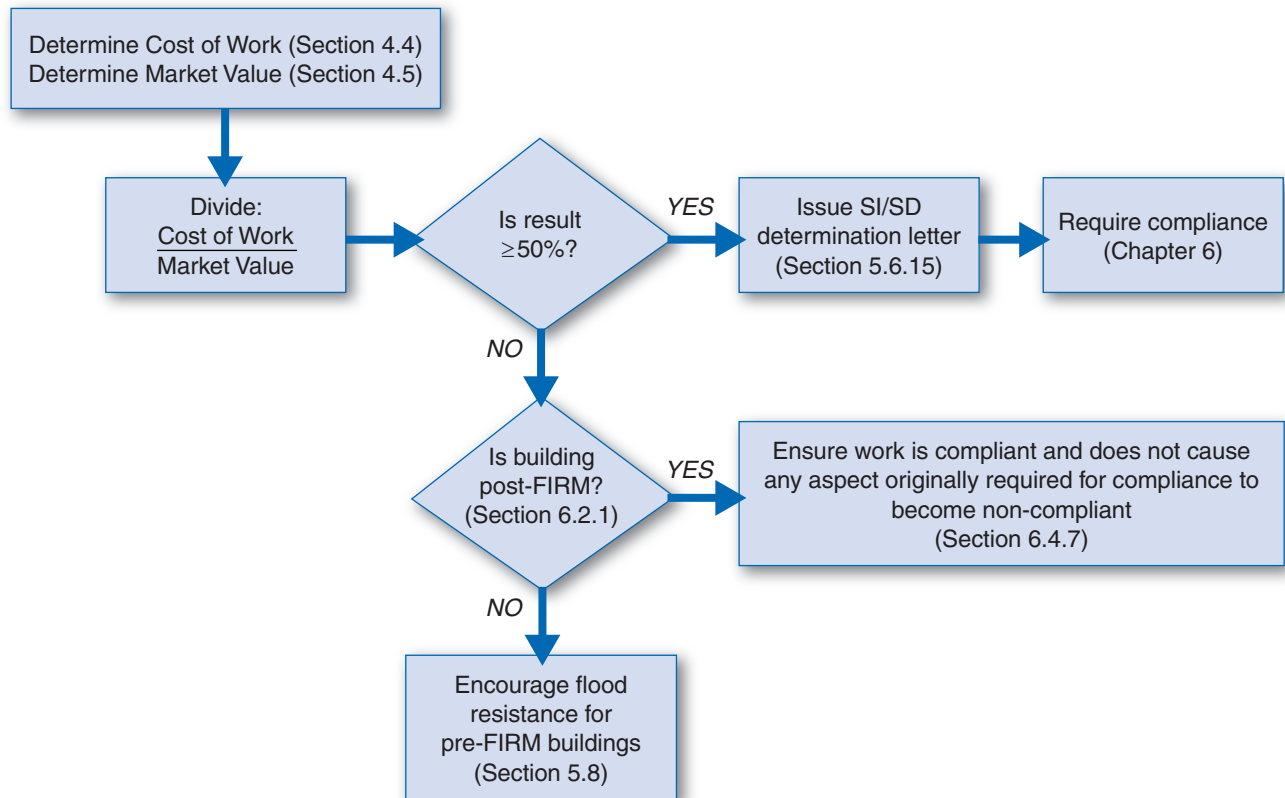 Determine Cost of Work (Section 4.4)
Determine Market Value (Section 4.5)
Divide:
Cost of Work
Market Value
Is result
≥50%?
YES
Issue SI/SD
determination letter
(Section 5.6.15)
Require compliance
(Chapter 6)
NO
Is building
post-FIRM?
(Section 6.2.1)
YES
Ensure work is compliant and does not cause
any aspect originally required for compliance to
become non-compliant
(Section 6.4.7)
NO
Encourage flood
resistance for
pre-FIRM buildings
(Section 5.8)